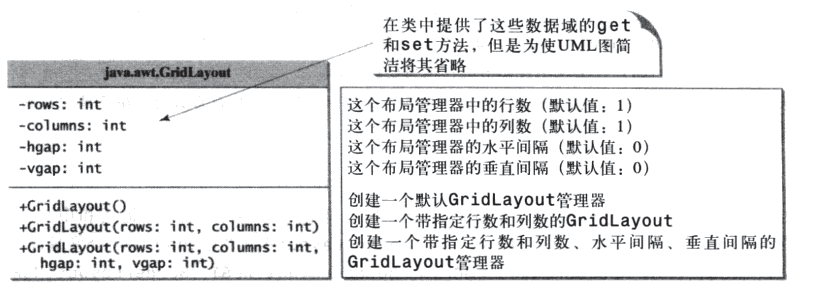 在类中提供了这些数据域的get
和set方法，但是为使UML图简
洁将其省略
java.awt.GridLayout
-rows: int
-columns: int
-hgap: int
-vgap: int
+GridLayout()
+GridLayout(rows: int, columns: int)
+GridLayout(rows: int, columns: int,
hgap: int, vgap: int)
这个布局管理器中的行数（默认值：1）
这个布局管理器中的列数（默认值：1）
这个布局管理器的水平间隔（默认值：0）
这个布局管理器的垂直间隔（默认值：0）
创建一个默认GridLayout管理器
创建一个带指定行数和列数的GridLayout
创建一个带指定行数和列数、水平间隔、垂直间隔的
GridLayout管理器